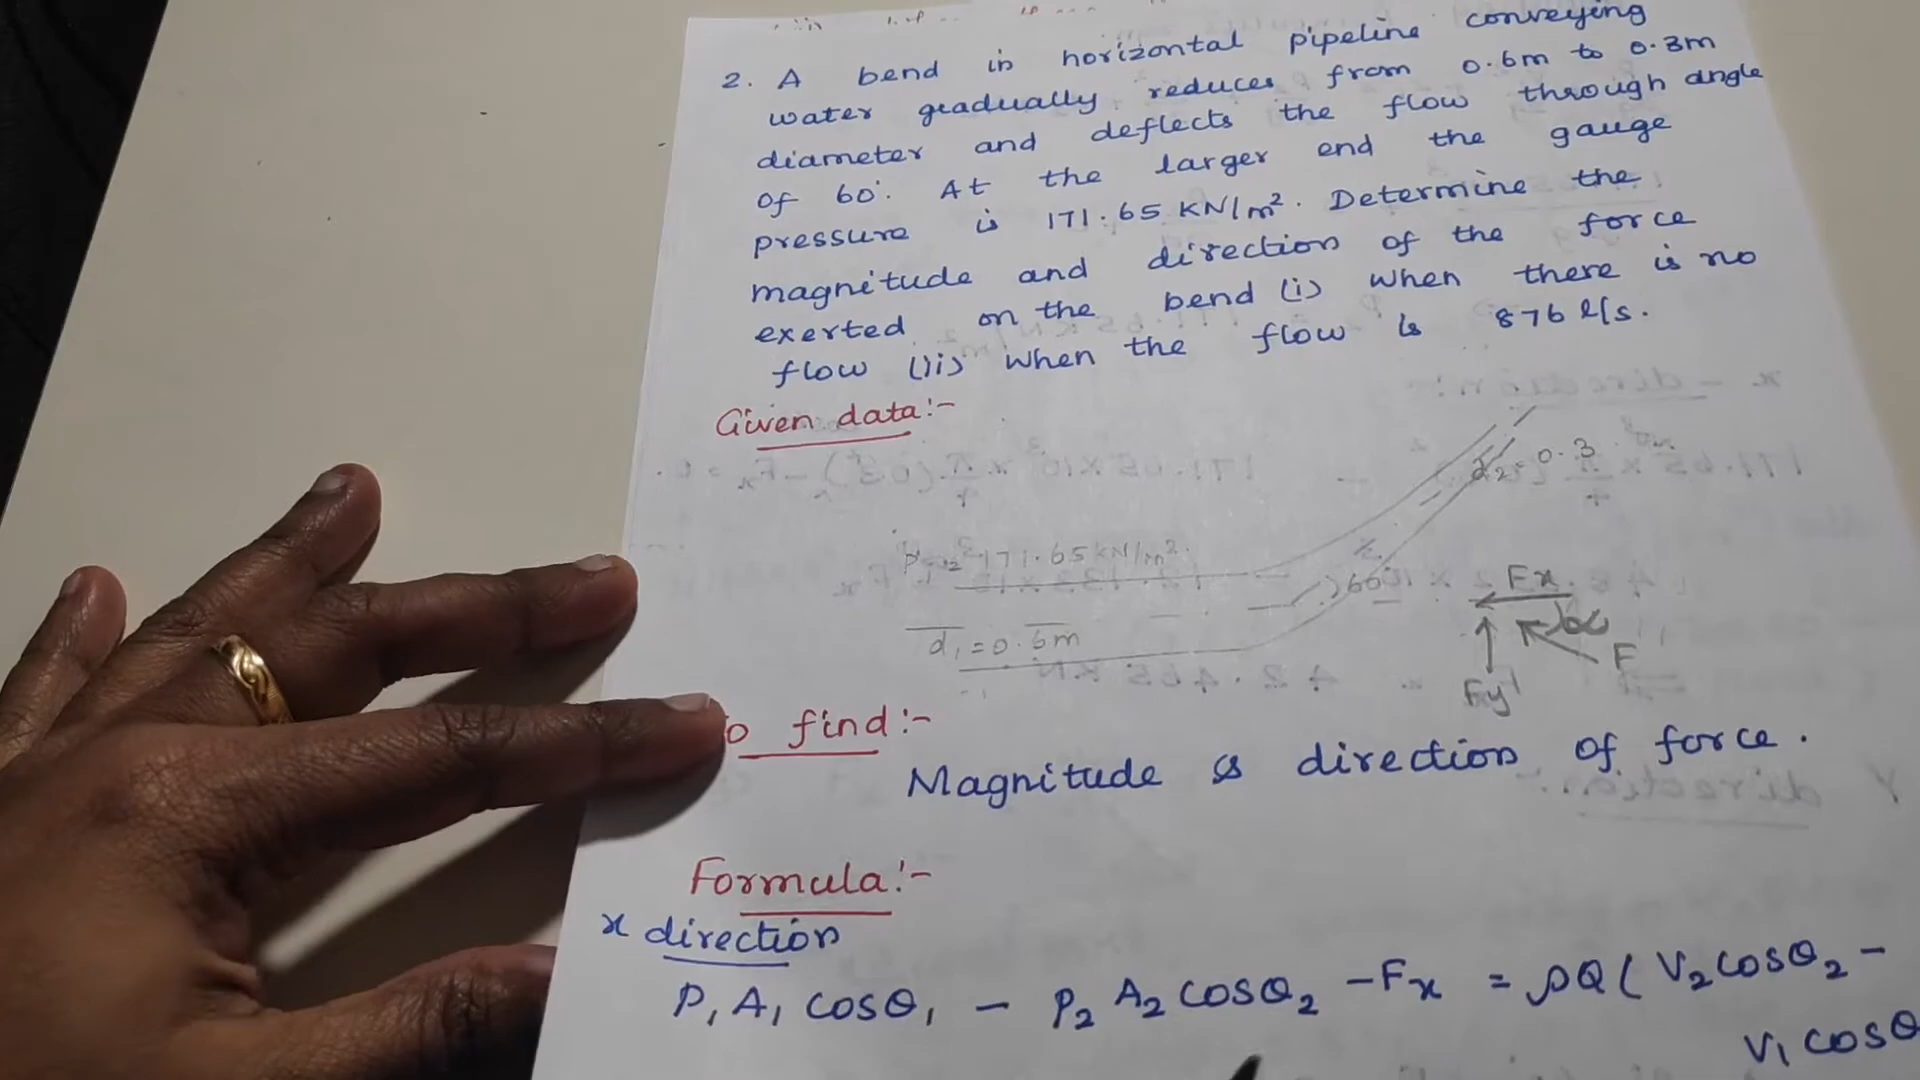 2. A bend in horizontal pipeline conveying
water gradually reduces from 0.6m to 0.3m
diameter and deflects the flow through angle
of 60°. At the larger end the gauge
pressure is 171.65 KN/m². Determine the
magnitude and direction of the force
exerted on the bend (i) when there is no
flow (ii) when the flow is 876 l/s.
Given data:-
d₂=0.3
171.65 kN/m².
60°
d₁=0.6m
Fx
α
F
Fy
o find:-
Magnitude & direction of force.
Formula:-
x direction
P₁A₁ cosθ₁ - P₂ A₂ cosθ₂ - Fx = ρQ( V₂cosθ₂ -
V₁ cosθ